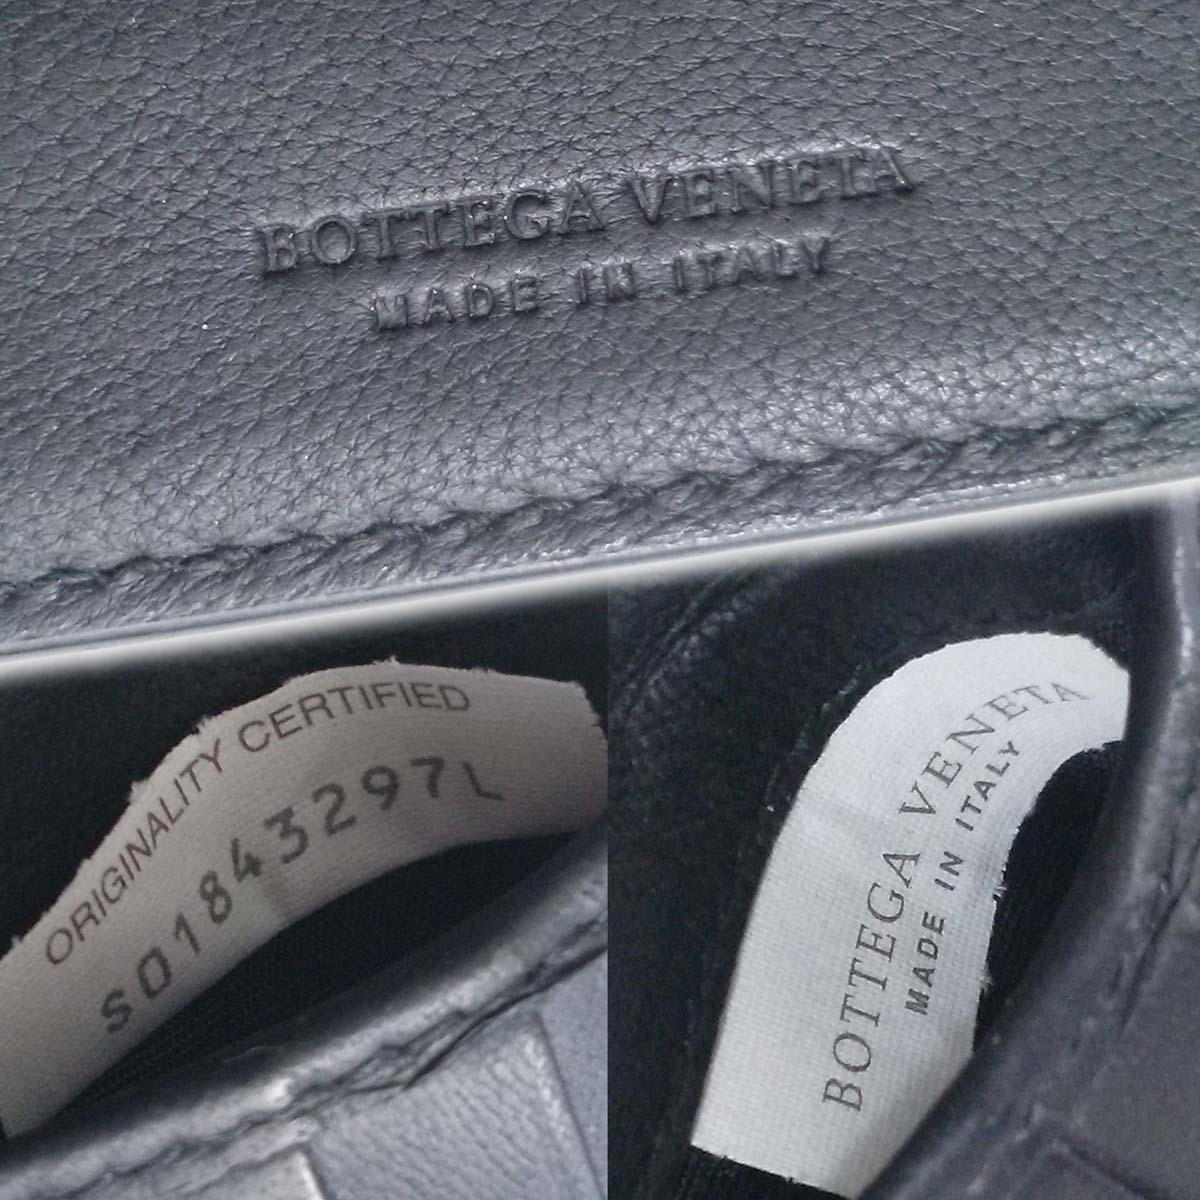 BOTTEGA VENETA
MADE IN ITALY
ORIGINALITY CERTIFIED
S01843297L
BOTTEGA VENETA
MADE IN ITALY